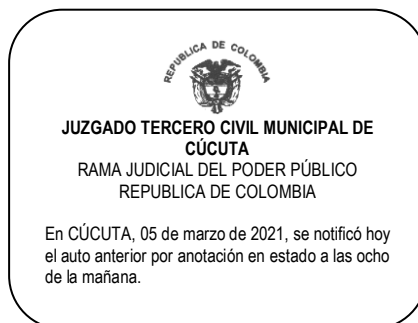 REPUBLICA DE COLOMBIA
JUZGADO TERCERO CIVIL MUNICIPAL DE
CÚCUTA
RAMA JUDICIAL DEL PODER PÚBLICO
REPUBLICA DE COLOMBIA
En CÚCUTA, 05 de marzo de 2021, se notificó hoy
el auto anterior por anotación en estado a las ocho
de la mañana.